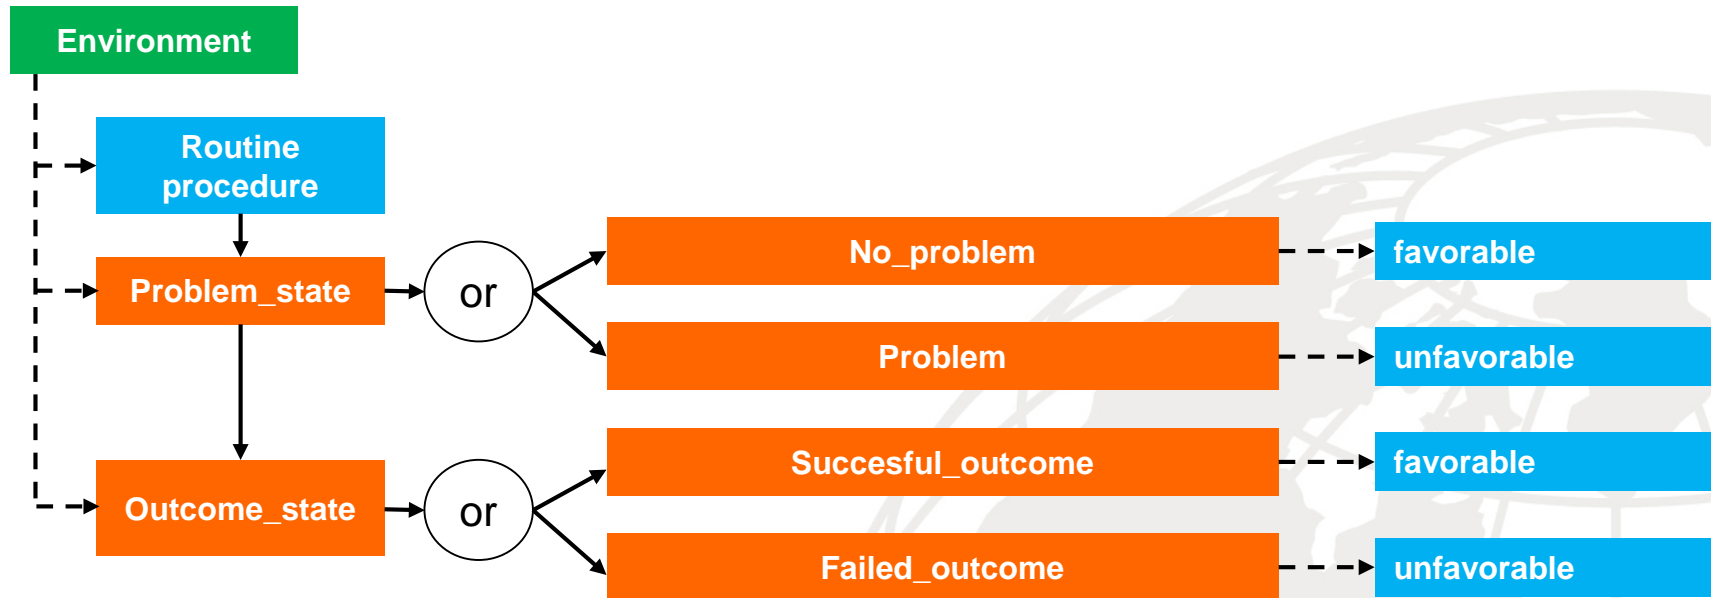 Environment
Routine
procedure
Problem_state
or
No_problem
favorable
Problem
unfavorable
Outcome_state
or
Succesful_outcome
favorable
Failed_outcome
unfavorable